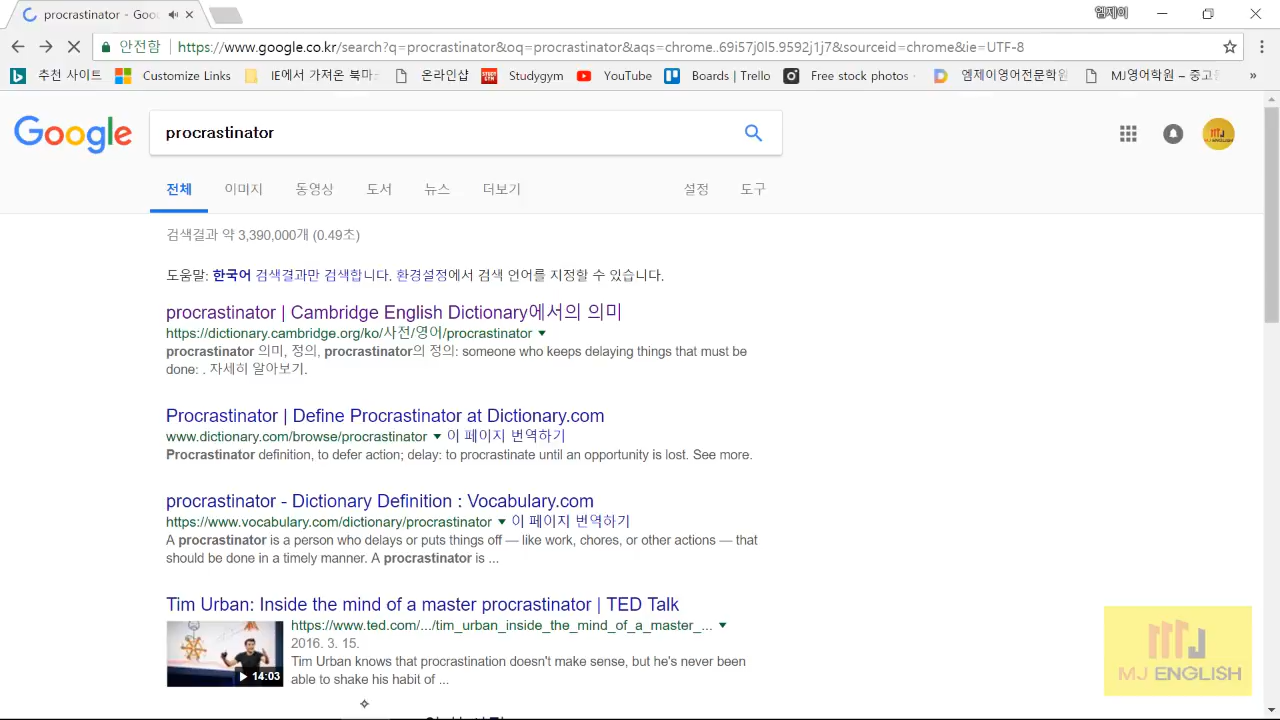 procrastinator - Goo
엠제이
안전함 https://www.google.co.kr/search?q=procrastinator&oq=procrastinator&aqs=chrome..69i57j0l5.9592j1j7&sourceid=chrome&ie=UTF-8
추천 사이트 Customize Links IE에서 가져온 북마 온라인샵 Studygym YouTube Boards | Trello Free stock photos 엠제이영어전문학원 MJ영어학원 - 중고등 »
Google procrastinator
MJ ENGLISH
전체 이미지 동영상 도서 뉴스 더보기 설정 도구
검색결과 약 3,390,000개 (0.49초)
도움말: 한국어 검색결과만 검색합니다. 환경설정에서 검색 언어를 지정할 수 있습니다.
procrastinator | Cambridge English Dictionary에서의 의미
https://dictionary.cambridge.org/ko/사전/영어/procrastinator
procrastinator 의미, 정의, procrastinator의 정의: someone who keeps delaying things that must be
done: . 자세히 알아보기.
Procrastinator | Define Procrastinator at Dictionary.com
www.dictionary.com/browse/procrastinator 이 페이지 번역하기
Procrastinator definition, to defer action; delay: to procrastinate until an opportunity is lost. See more.
procrastinator - Dictionary Definition : Vocabulary.com
https://www.vocabulary.com/dictionary/procrastinator 이 페이지 번역하기
A procrastinator is a person who delays or puts things off — like work, chores, or other actions — that
should be done in a timely manner. A procrastinator is ...
Tim Urban: Inside the mind of a master procrastinator | TED Talk
https://www.ted.com/.../tim_urban_inside_the_mind_of_a_master_...
2016. 3. 15.
Tim Urban knows that procrastination doesn't make sense, but he's never been
able to shake his habit of ...
14:03
MJ ENGLISH